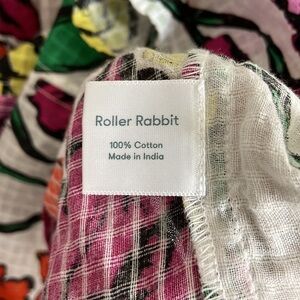 Roller Rabbit
100% Cotton
Made in India